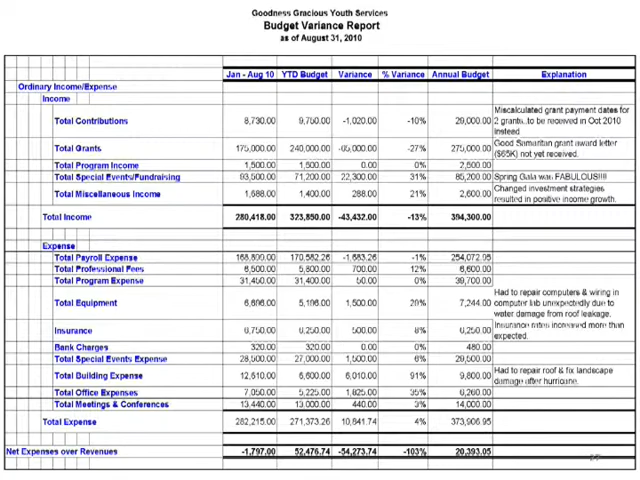 Goodness Gracious Youth Services
Budget Variance Report
as of August 31, 2010
Jan - Aug 10 YTD Budget Variance % Variance Annual Budget Explanation
Ordinary Income/Expense
Income
Miscalculated grant payment dates for
Total Contributions 8,730.00 9,750.00 -1,020.00 -10% 29,000.00 2 grants..to be received in Oct 2010
instead
Total Grants 175,000.00 240,000.00 -65,000.00 -27% 275,000.00 Good Samaritan grant award letter
($65K) not yet received.
Total Program Income 1,500.00 1,500.00 0.00 0% 2,500.00
Total Special Events/Fundraising 93,500.00 71,200.00 22,300.00 31% 85,200.00 Spring Gala was FABULOUS!!!!
Total Miscellaneous Income 1,688.00 1,400.00 288.00 21% 2,600.00 Changed investment strategies
resulted in positive income growth.
Total Income 280,418.00 323,850.00 -43,432.00 -13% 394,300.00
Expense
Total Payroll Expense 168,899.00 170,582.26 -1,683.26 -1% 254,072.95
Total Professional Fees 6,500.00 5,800.00 700.00 12% 6,600.00
Total Program Expense 31,450.00 31,400.00 50.00 0% 39,700.00
Had to repair computers & wiring in
Total Equipment 6,696.00 5,196.00 1,500.00 29% 7,244.00 computer lab unexpectedly due to
water damage from roof leakage.
Insurance 6,750.00 6,250.00 500.00 8% 6,250.00 Insurance rates increased more than
expected.
Bank Charges 320.00 320.00 0.00 0% 480.00
Total Special Events Expense 28,500.00 27,000.00 1,500.00 6% 29,500.00
Total Building Expense 12,610.00 6,600.00 6,010.00 91% 9,800.00 Had to repair roof & fix landscape
damage after hurricane.
Total Office Expenses 7,050.00 5,225.00 1,825.00 35% 6,260.00
Total Meetings & Conferences 13,440.00 13,000.00 440.00 3% 14,000.00
Total Expense 282,215.00 271,373.26 10,841.74 4% 373,906.95
Net Expenses over Revenues -1,797.00 52,476.74 -54,273.74 -103% 20,393.05